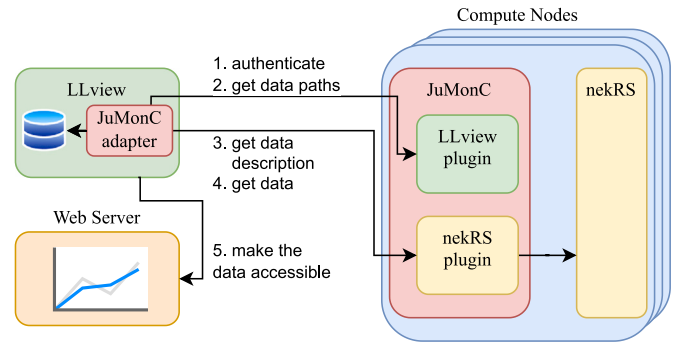 Compute Nodes
1. authenticate
2. get data paths
LLview
JuMonC
adapter
JuMonC
nekRS
LLview
plugin
3. get data
description
4. get data
Web Server
nekRS
plugin
5. make the
data accessible